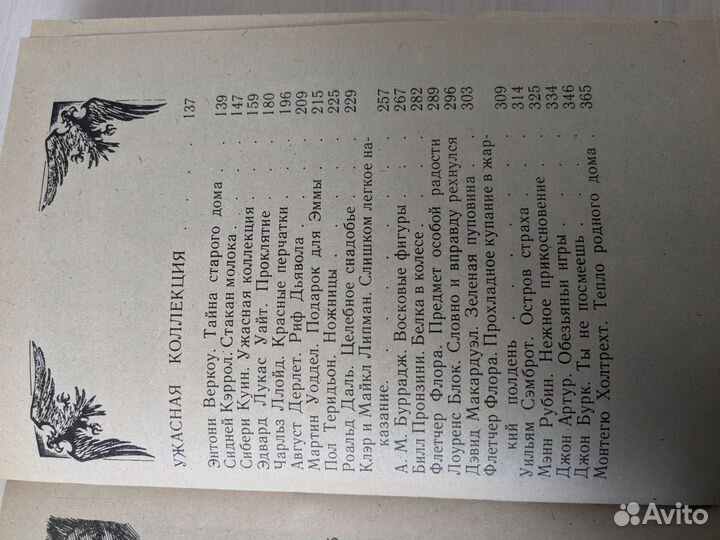 УЖАСНАЯ КОЛЛЕКЦИЯ . . . . . . 137
Энтони Веркоу. Тайна старого дома . 139
Сидней Кэррол. Стакан молока . . . 147
Сибери Куин. Ужасная коллекция . . 159
Эдвард Лукас Уайт. Проклятие . . . 180
Чарльз Ллойд. Красные перчатки . . 196
Август Дерлет. Риф Дьявола . . . . 209
Мартин Уоддел. Подарок для Эммы . . 215
Пол Теридьон. Ножницы . . . . . 225
Роальд Даль. Целебное снадобье . . . 229
Клэр и Майкл Липман. Слишком легкое на-
казание. . . . . . . . . . 257
А. М. Буррадж. Восковые фигуры . . . 267
Билл Пронзини. Белка в колесе. . . . 282
Флетчер Флора. Предмет особой радости 289
Лоуренс Блок. Словно и вправду рехнулся 296
Дэвид Макардуэл. Зеленая пуповина . . 303
Флетчер Флора. Прохладное купание в жар-
кий полдень . . . . . . . . 309
Уильям Сэмброт. Остров страха . . . 314
Мэнн Рубин. Нежное прикосновение . . 325
Джон Артур. Обезьяньи игры . . . . 334
Джон Бурк. Ты не посмеешь . . . . 346
Монтегю Холтрехт. Тепло родного дома . 365
Avito